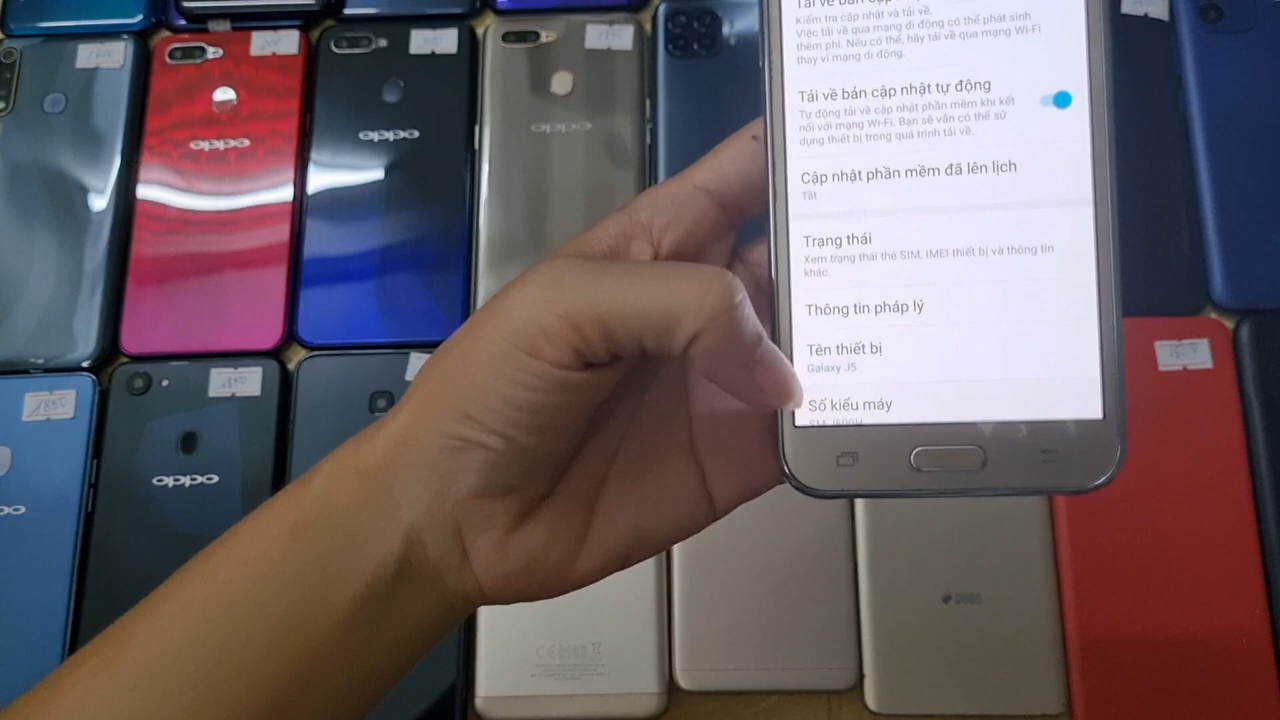 Kiểm tra cập nhật và tải về.
Việc tải về qua mạng di động có thể phát sinh
thêm phí. Nếu có thể, hãy tải về qua mạng Wi-Fi
thay vì mạng di động.
Tải về bản cập nhật tự động
Tự động tải về cập nhật phần mềm khi kết
nối với mạng Wi-Fi. Bạn sẽ vẫn có thể sử
dụng thiết bị trong quá trình tải về.
Cập nhật phần mềm đã lên lịch
Tắt
Trạng thái
Xem trạng thái thẻ SIM, IMEI thiết bị và thông tin
khác.
Thông tin pháp lý
Tên thiết bị
Galaxy J5
Số kiểu máy
oppo
oppo
oppo
1850
1850
oppo